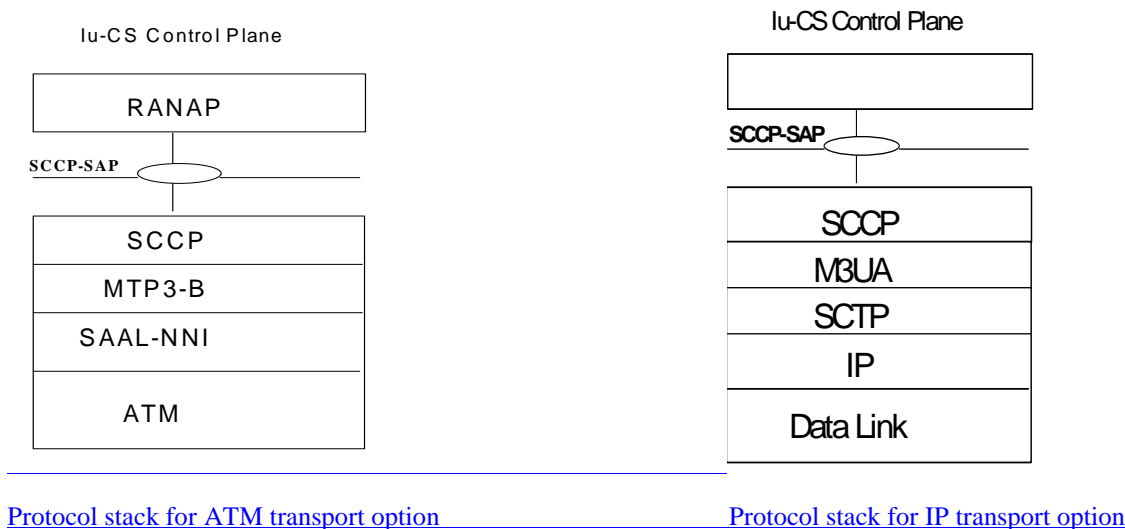 Iu-CS Control Plane
RANAP
SCCP-SAP
SCCP
MTP3-B
SAAL-NNI
ATM
Protocol stack for ATM transport option
Iu-CS Control Plane
SCCP-SAP
SCCP
M3UA
SCTP
IP
Data Link
Protocol stack for IP transport option